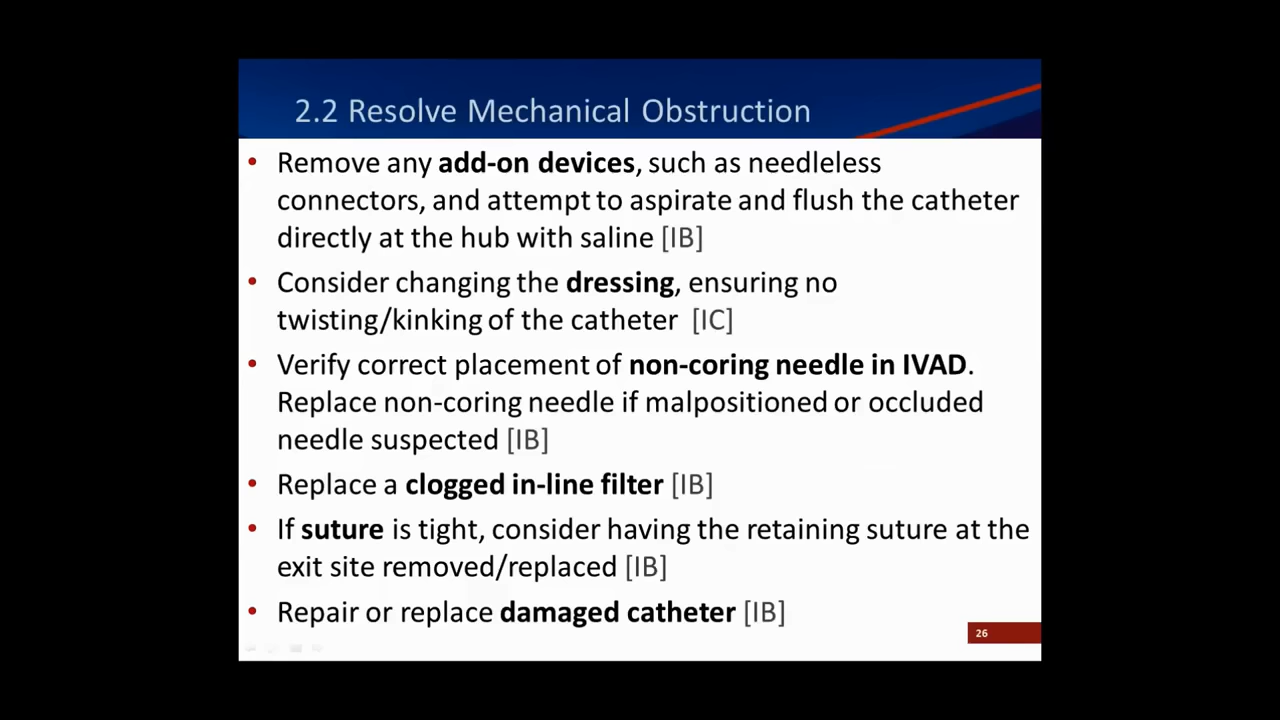 2.2 Resolve Mechanical Obstruction
• Remove any add-on devices, such as needleless
connectors, and attempt to aspirate and flush the catheter
directly at the hub with saline [IB]
• Consider changing the dressing, ensuring no
twisting/kinking of the catheter [IC]
• Verify correct placement of non-coring needle in IVAD.
Replace non-coring needle if malpositioned or occluded
needle suspected [IB]
• Replace a clogged in-line filter [IB]
• If suture is tight, consider having the retaining suture at the
exit site removed/replaced [IB]
• Repair or replace damaged catheter [IB]
26